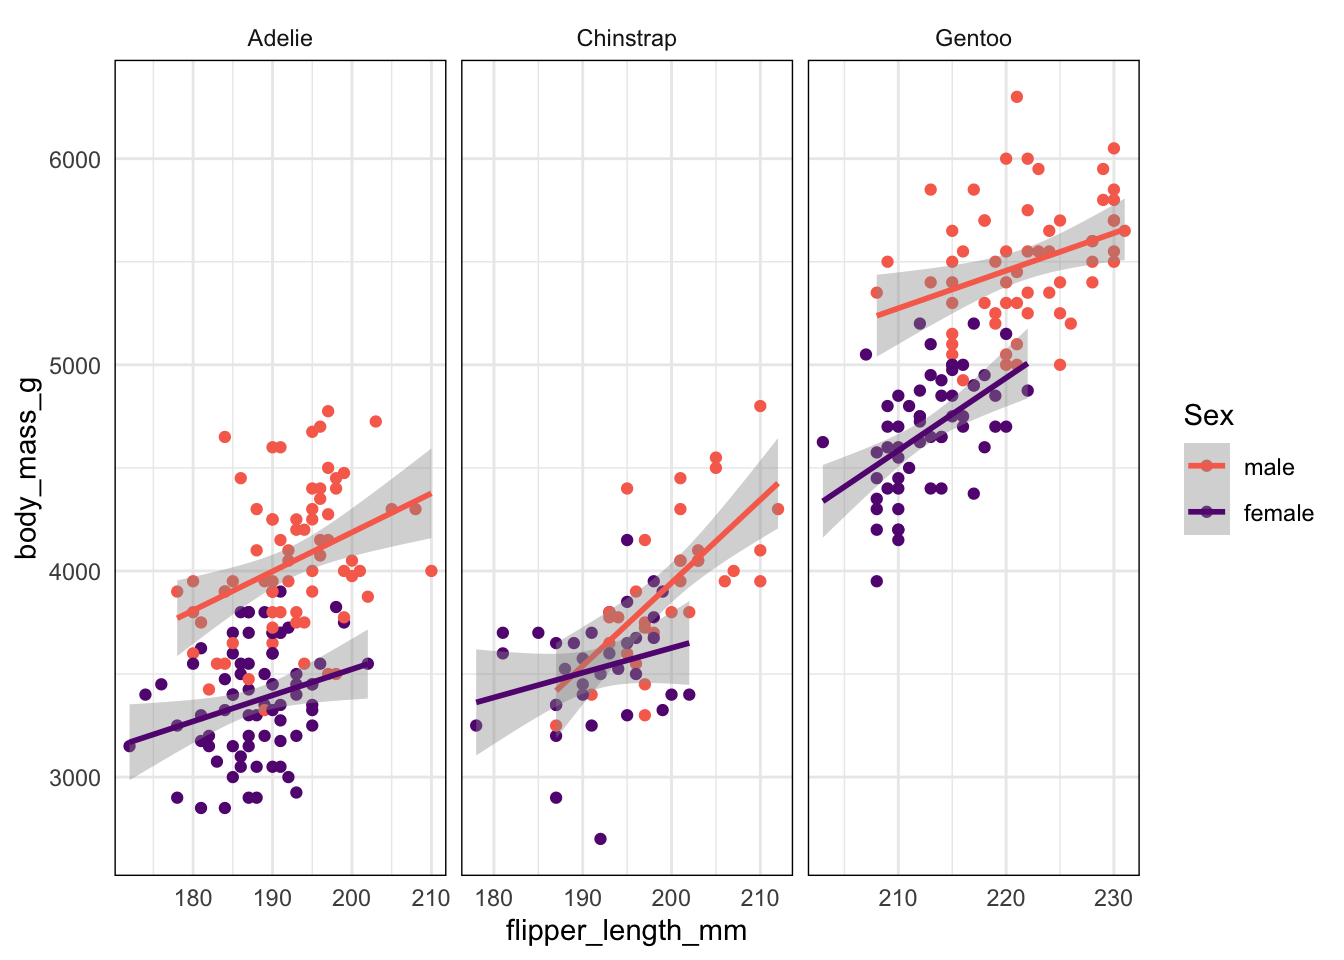 Adelie Chinstrap Gentoo
6000
5000
4000
3000
body_mass_g
180 190 200 210 180 190 200 210 210 220 230
flipper_length_mm
Sex
male
female